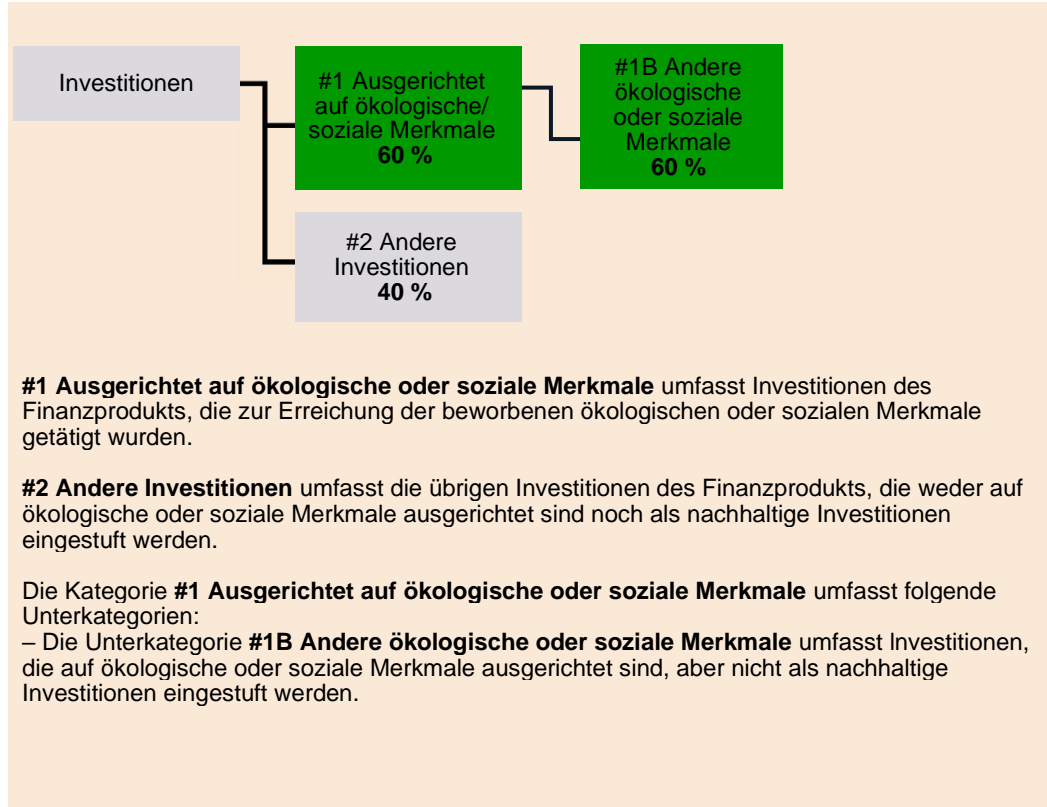 Investitionen
#1 Ausgerichtet
auf ökologische/
soziale Merkmale
60 %
#1B Andere
ökologische
oder soziale
Merkmale
60 %
#2 Andere
Investitionen
40 %
#1 Ausgerichtet auf ökologische oder soziale Merkmale umfasst Investitionen des
Finanzprodukts, die zur Erreichung der beworbenen ökologischen oder sozialen Merkmale
getätigt wurden.
#2 Andere Investitionen umfasst die übrigen Investitionen des Finanzprodukts, die weder auf
ökologische oder soziale Merkmale ausgerichtet sind noch als nachhaltige Investitionen
eingestuft werden.
Die Kategorie #1 Ausgerichtet auf ökologische oder soziale Merkmale umfasst folgende
Unterkategorien:
– Die Unterkategorie #1B Andere ökologische oder soziale Merkmale umfasst Investitionen,
die auf ökologische oder soziale Merkmale ausgerichtet sind, aber nicht als nachhaltige
Investitionen eingestuft werden.